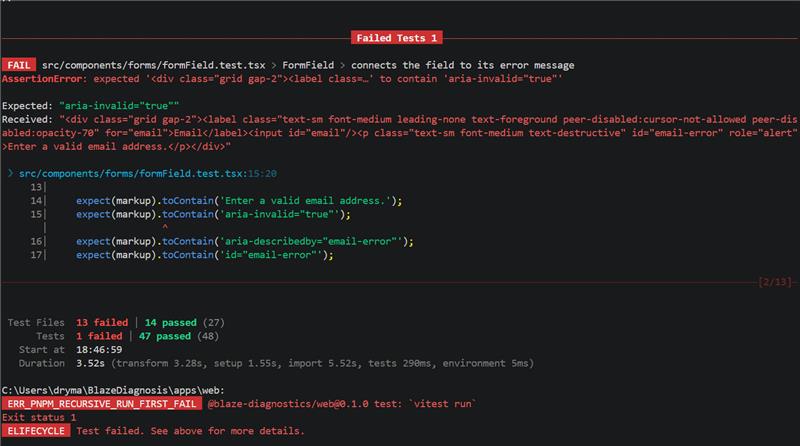 Failed Tests 1
FAIL src/components/forms/formField.test.tsx > FormField > connects the field to its error message
AssertionError: expected '<div class="grid gap-2"><label class=…' to contain 'aria-invalid="true"'
Expected: "aria-invalid="true""
Received: "<div class="grid gap-2"><label class="text-sm font-medium leading-none text-foreground peer-disabled:cursor-not-allowed peer-dis
abled:opacity-70" for="email">Email</label><input id="email"/><p class="text-sm font-medium text-destructive" id="email-error" role="alert"
>Enter a valid email address.</p></div>"
❯ src/components/forms/formField.test.tsx:15:20
13|
14| expect(markup).toContain('Enter a valid email address.');
15| expect(markup).toContain('aria-invalid="true"');
| ^
16| expect(markup).toContain('aria-describedby="email-error"');
17| expect(markup).toContain('id="email-error"');
[2/13]
Test Files 13 failed | 14 passed (27)
Tests 1 failed | 47 passed (48)
Start at 18:46:59
Duration 3.52s (transform 3.28s, setup 1.55s, import 5.52s, tests 290ms, environment 5ms)
C:\Users\dryma\BlazeDiagnosis\apps\web:
ERR_PNPM_RECURSIVE_RUN_FIRST_FAIL @blaze-diagnostics/web@0.1.0 test: `vitest run`
Exit status 1
ELIFECYCLE Test failed. See above for more details.